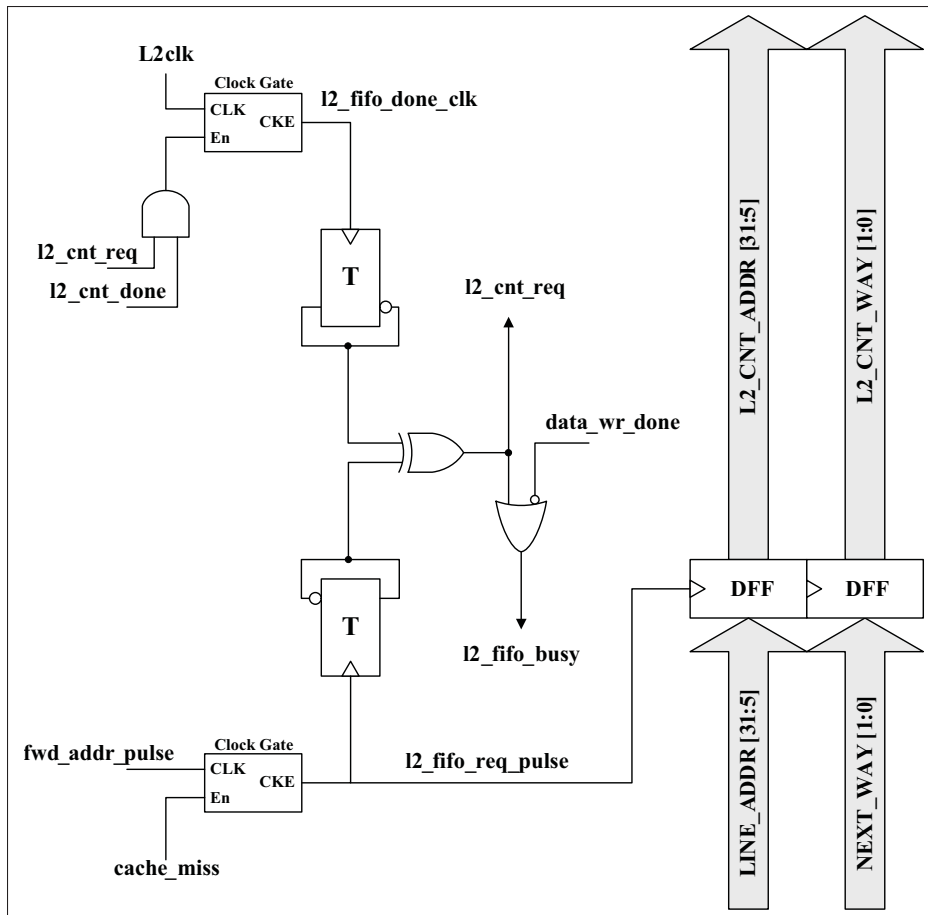 L2clk
Clock Gate
CLK
CKE
En
l2_fifo_done_clk
l2_cnt_req
l2_cnt_done
T
l2_cnt_req
data_wr_done
l2_fifo_busy
T
Clock Gate
fwd_addr_pulse
CLK
CKE
En
l2_fifo_req_pulse
cache_miss
L2_CNT_ADDR [31:5]
L2_CNT_WAY [1:0]
DFF
DFF
LINE_ADDR [31:5]
NEXT_WAY [1:0]